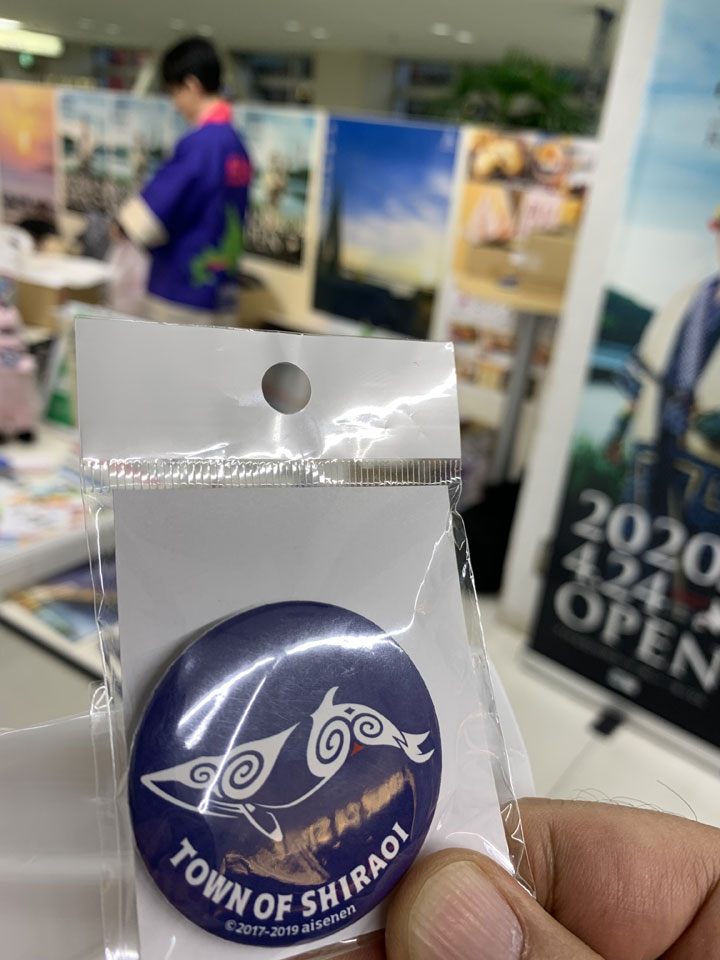 2020.
4.24
OPEN
TOWN OF SHIRAOI
©2017-2019 aisenen